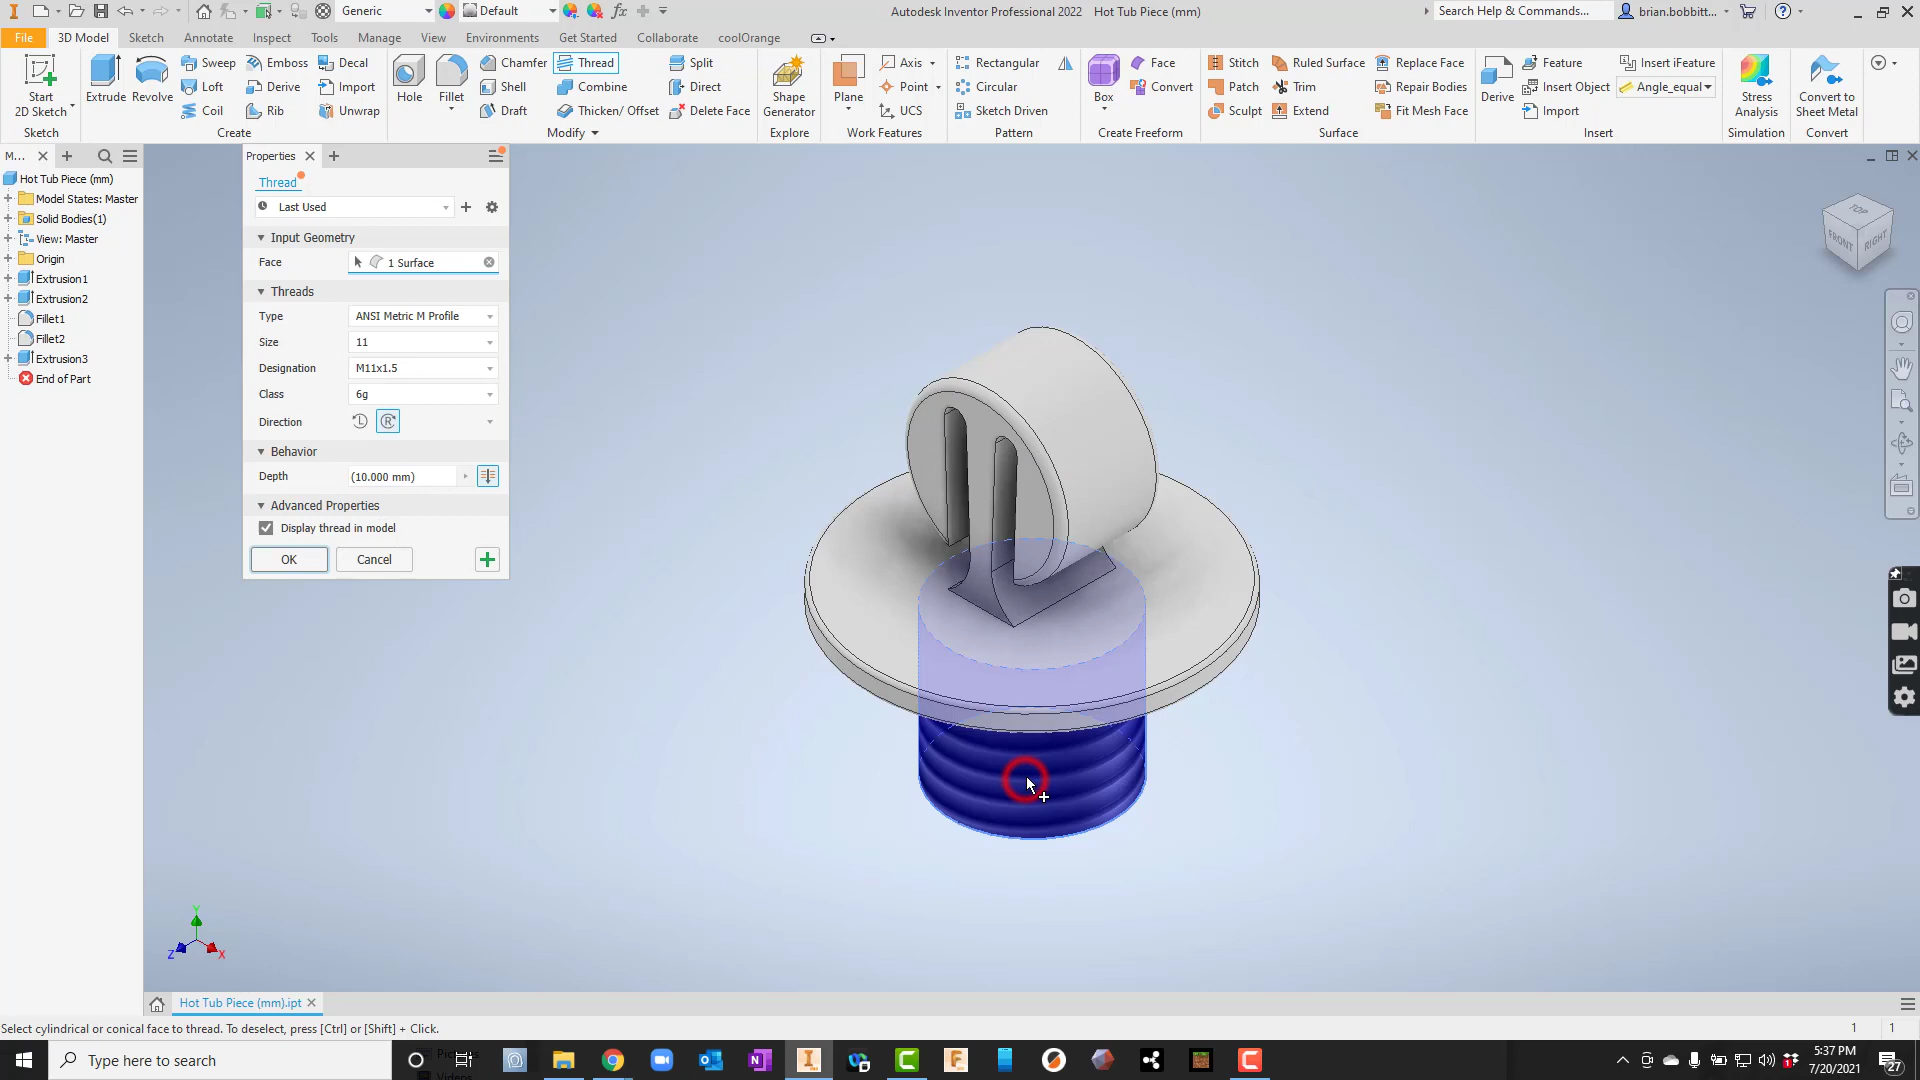 Generic
Default
Autodesk Inventor Professional 2022 Hot Tub Piece (mm)
Search Help & Commands...
brian.bobbitt...
File 3D Model Sketch Annotate Inspect Tools Manage View Environments Get Started Collaborate coolOrange
Start
2D Sketch
Sketch
Extrude
Revolve
Sweep
Loft
Coil
Emboss
Derive
Rib
Decal
Import
Unwrap
Create
Hole
Fillet
Chamfer
Shell
Draft
Thread
Combine
Thicken/ Offset
Split
Direct
Delete Face
Modify
Shape
Generator
Explore
Plane
Axis
Point
UCS
Work Features
Rectangular
Circular
Sketch Driven
Pattern
Box
Face
Convert
Create Freeform
Stitch
Patch
Sculpt
Ruled Surface
Trim
Extend
Replace Face
Repair Bodies
Fit Mesh Face
Surface
Derive
Feature
Insert Object
Import
Insert iFeature
Angle_equal
Insert
Stress
Analysis
Simulation
Convert to
Sheet Metal
Convert
M...
Hot Tub Piece (mm)
Model States: Master
Solid Bodies(1)
View: Master
Origin
Extrusion1
Extrusion2
Fillet1
Fillet2
Extrusion3
End of Part
Properties
Thread
Last Used
Input Geometry
Face 1 Surface
Threads
Type ANSI Metric M Profile
Size 11
Designation M11x1.5
Class 6g
Direction
Behavior
Depth (10.000 mm)
Advanced Properties
Display thread in model
OK Cancel
TOP
FRONT RIGHT
Y
Z X
Hot Tub Piece (mm).ipt
Select cylindrical or conical face to thread. To deselect, press [Ctrl] or [Shift] + Click.
1 1
Type here to search
5:37 PM
7/20/2021
27